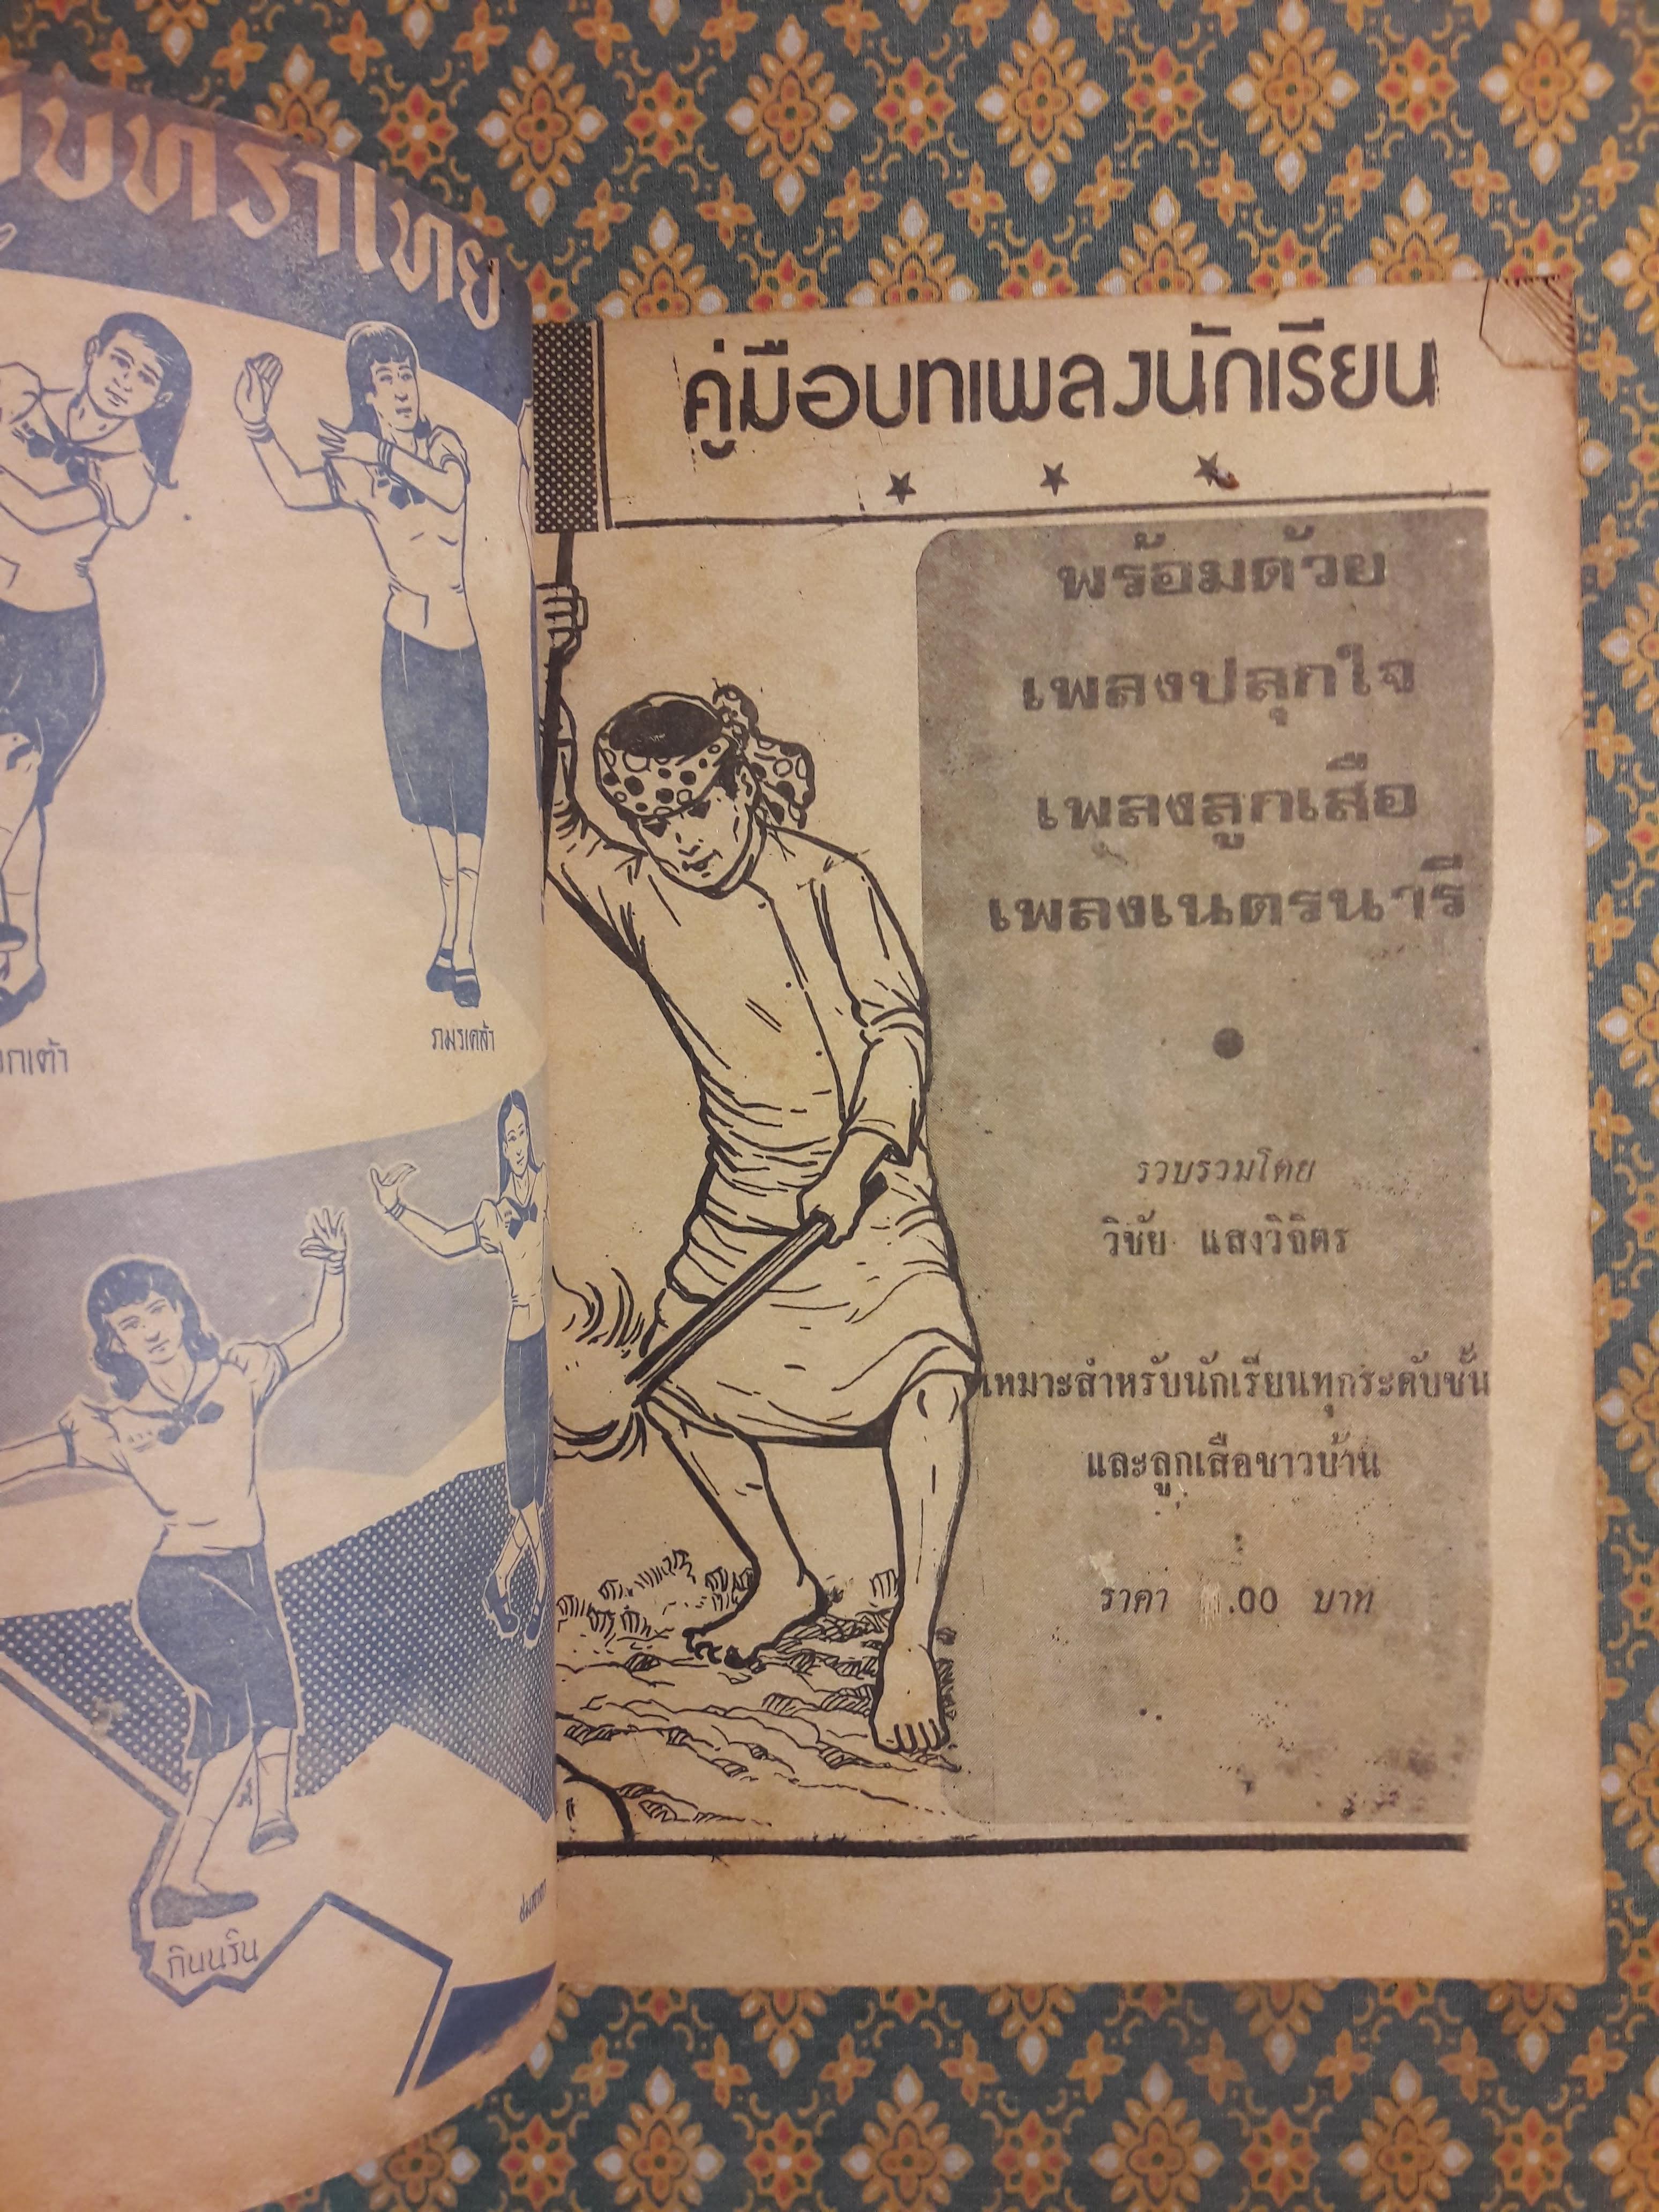 รำไทย
ภมรเคล้า
กินนริน
คู่มือบทเพลงนักเรียน
พร้อมด้วย
เพลงปลุกใจ
เพลงลูกเสือ
เพลงเนตรนารี
รวบรวมโดย
วิชัย แสงวิจิตร
เหมาะสำหรับนักเรียนทุกระดับชั้น
และลูกเสือชาวบ้าน
ราคา .00 บาท